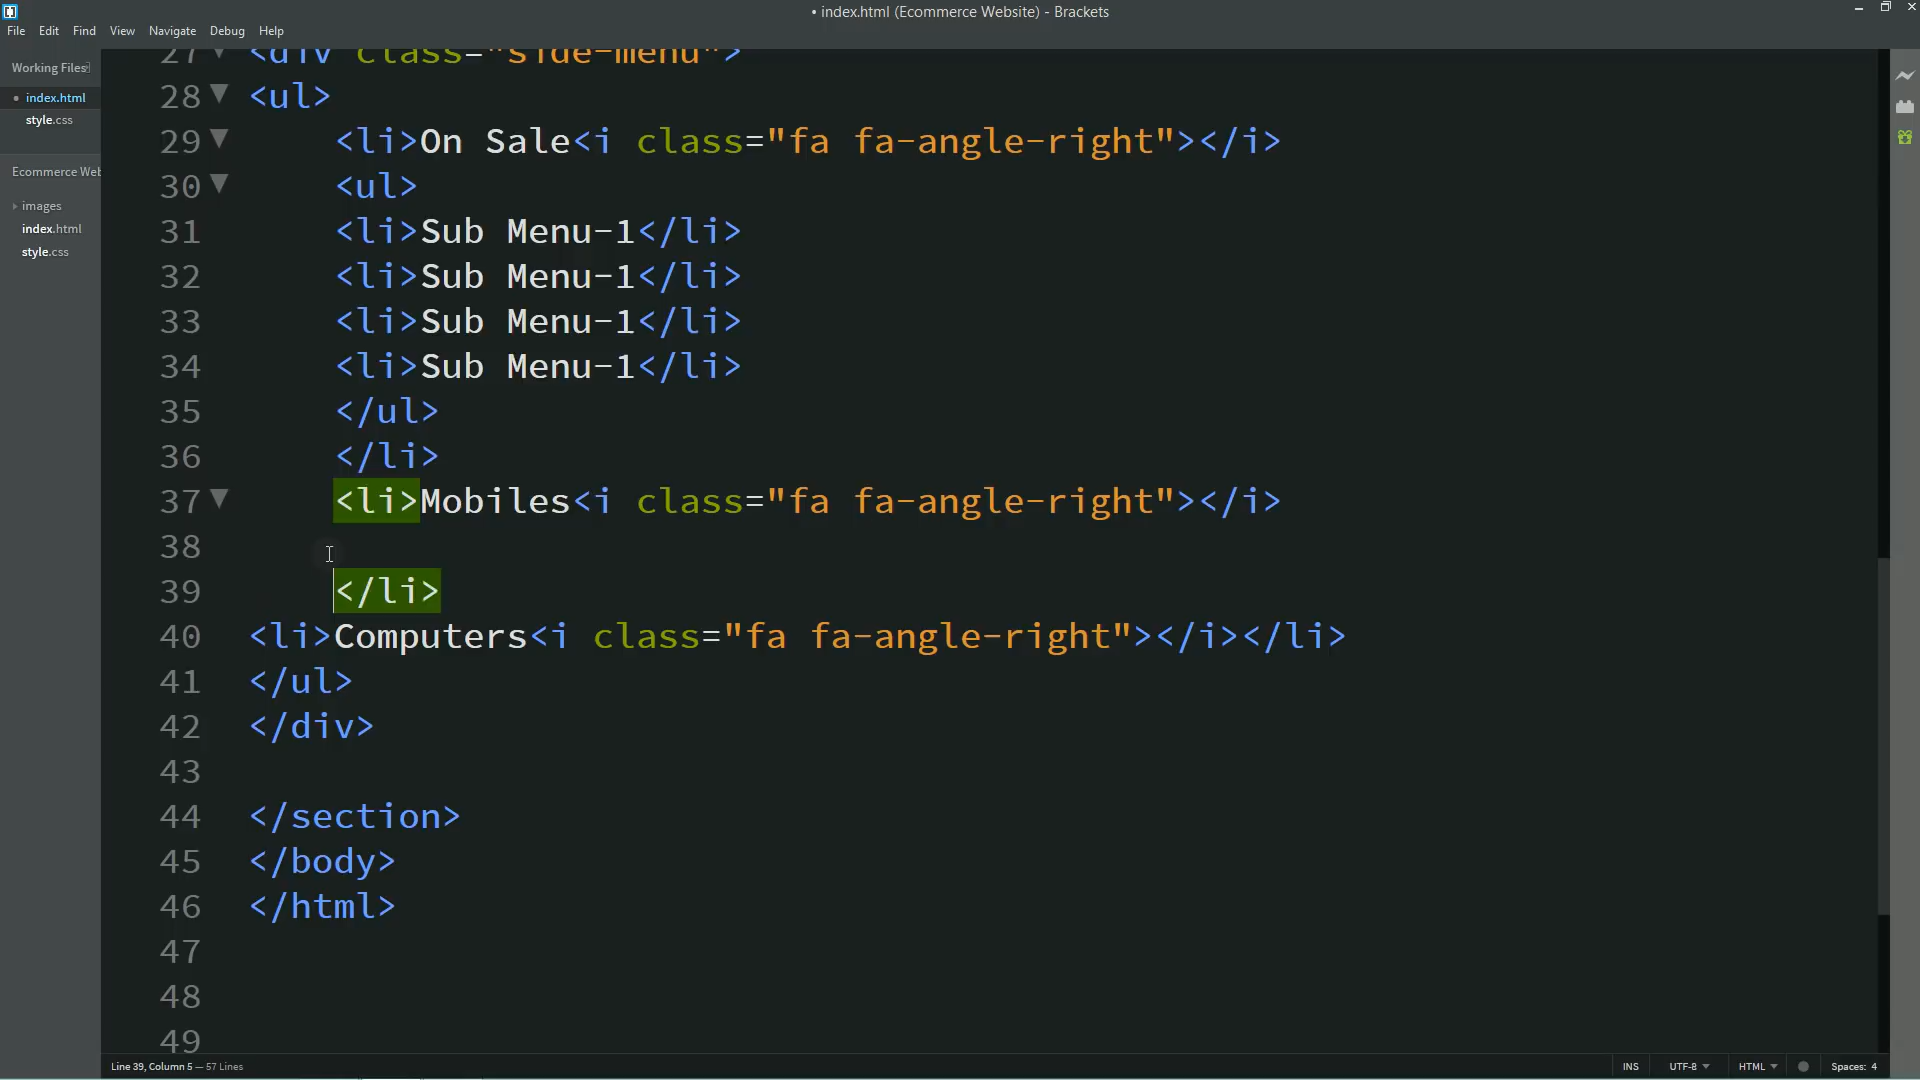 • index.html (Ecommerce Website) - Brackets
File Edit Find View Navigate Debug Help
Working Files
• index.html
style.css
Ecommerce Web
images
index.html
style.css
27 <div class="side-menu">
28 <ul>
29 <li>On Sale<i class="fa fa-angle-right"></i>
30 <ul>
31 <li>Sub Menu-1</li>
32 <li>Sub Menu-1</li>
33 <li>Sub Menu-1</li>
34 <li>Sub Menu-1</li>
35 </ul>
36 </li>
37 <li>Mobiles<i class="fa fa-angle-right"></i>
38
39 </li>
40 <li>Computers<i class="fa fa-angle-right"></i></li>
41 </ul>
42 </div>
43
44 </section>
45 </body>
46 </html>
47
48
49
Line 39, Column 5 — 57 Lines
INS UTF-8 HTML Spaces: 4